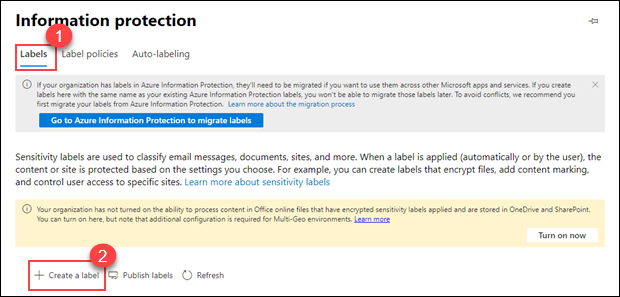 Information protection
1
Labels Label policies Auto-labeling
If your organization has labels in Azure Information Protection, they'll need to be migrated if you want to use them across other Microsoft apps and services. If you create
labels here with the same name as your existing Azure Information Protection labels, you won't be able to migrate those labels later. To avoid conflicts, we recommend you
first migrate your labels from Azure Information Protection. Learn more about the migration process
Go to Azure Information Protection to migrate labels
Sensitivity labels are used to classify email messages, documents, sites, and more. When a label is applied (automatically or by the user), the
content or site is protected based on the settings you choose. For example, you can create labels that encrypt files, add content marking,
and control user access to specific sites. Learn more about sensitivity labels
Your organization has not turned on the ability to process content in Office online files that have encrypted sensitivity labels applied and are stored in OneDrive and SharePoint.
You can turn on here, but note that additional configuration is required for Multi-Geo environments. Learn more
Turn on now
2
+ Create a label Publish labels Refresh